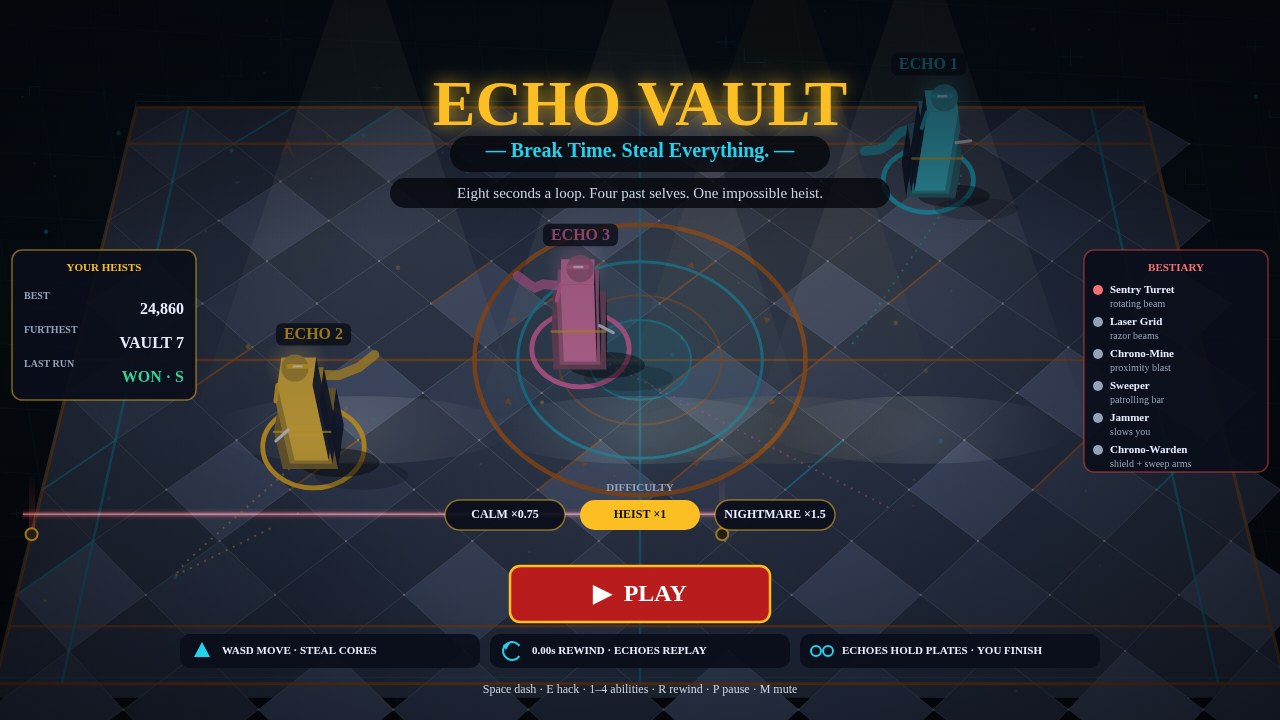 ECHO 1
ECHO VAULT
— Break Time. Steal Everything. —
Eight seconds a loop. Four past selves. One impossible heist.
ECHO 3
YOUR HEISTS
BEST
24,860
FURTHEST
VAULT 7
LAST RUN
WON · S
ECHO 2
BESTIARY
Sentry Turret
rotating beam
Laser Grid
razor beams
Chrono-Mine
proximity blast
Sweeper
patrolling bar
Jammer
slows you
Chrono-Warden
shield + sweep arms
DIFFICULTY
CALM ×0.75
HEIST ×1
NIGHTMARE ×1.5
▶ PLAY
WASD MOVE · STEAL CORES
0.00s REWIND · ECHOES REPLAY
ECHOES HOLD PLATES · YOU FINISH
Space dash · E hack · 1–4 abilities · R rewind · P pause · M mute